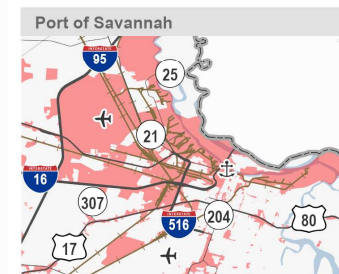 Port of Savannah
INTERSTATE
95
25
21
INTERSTATE
16
307
INTERSTATE
516
204
80
17